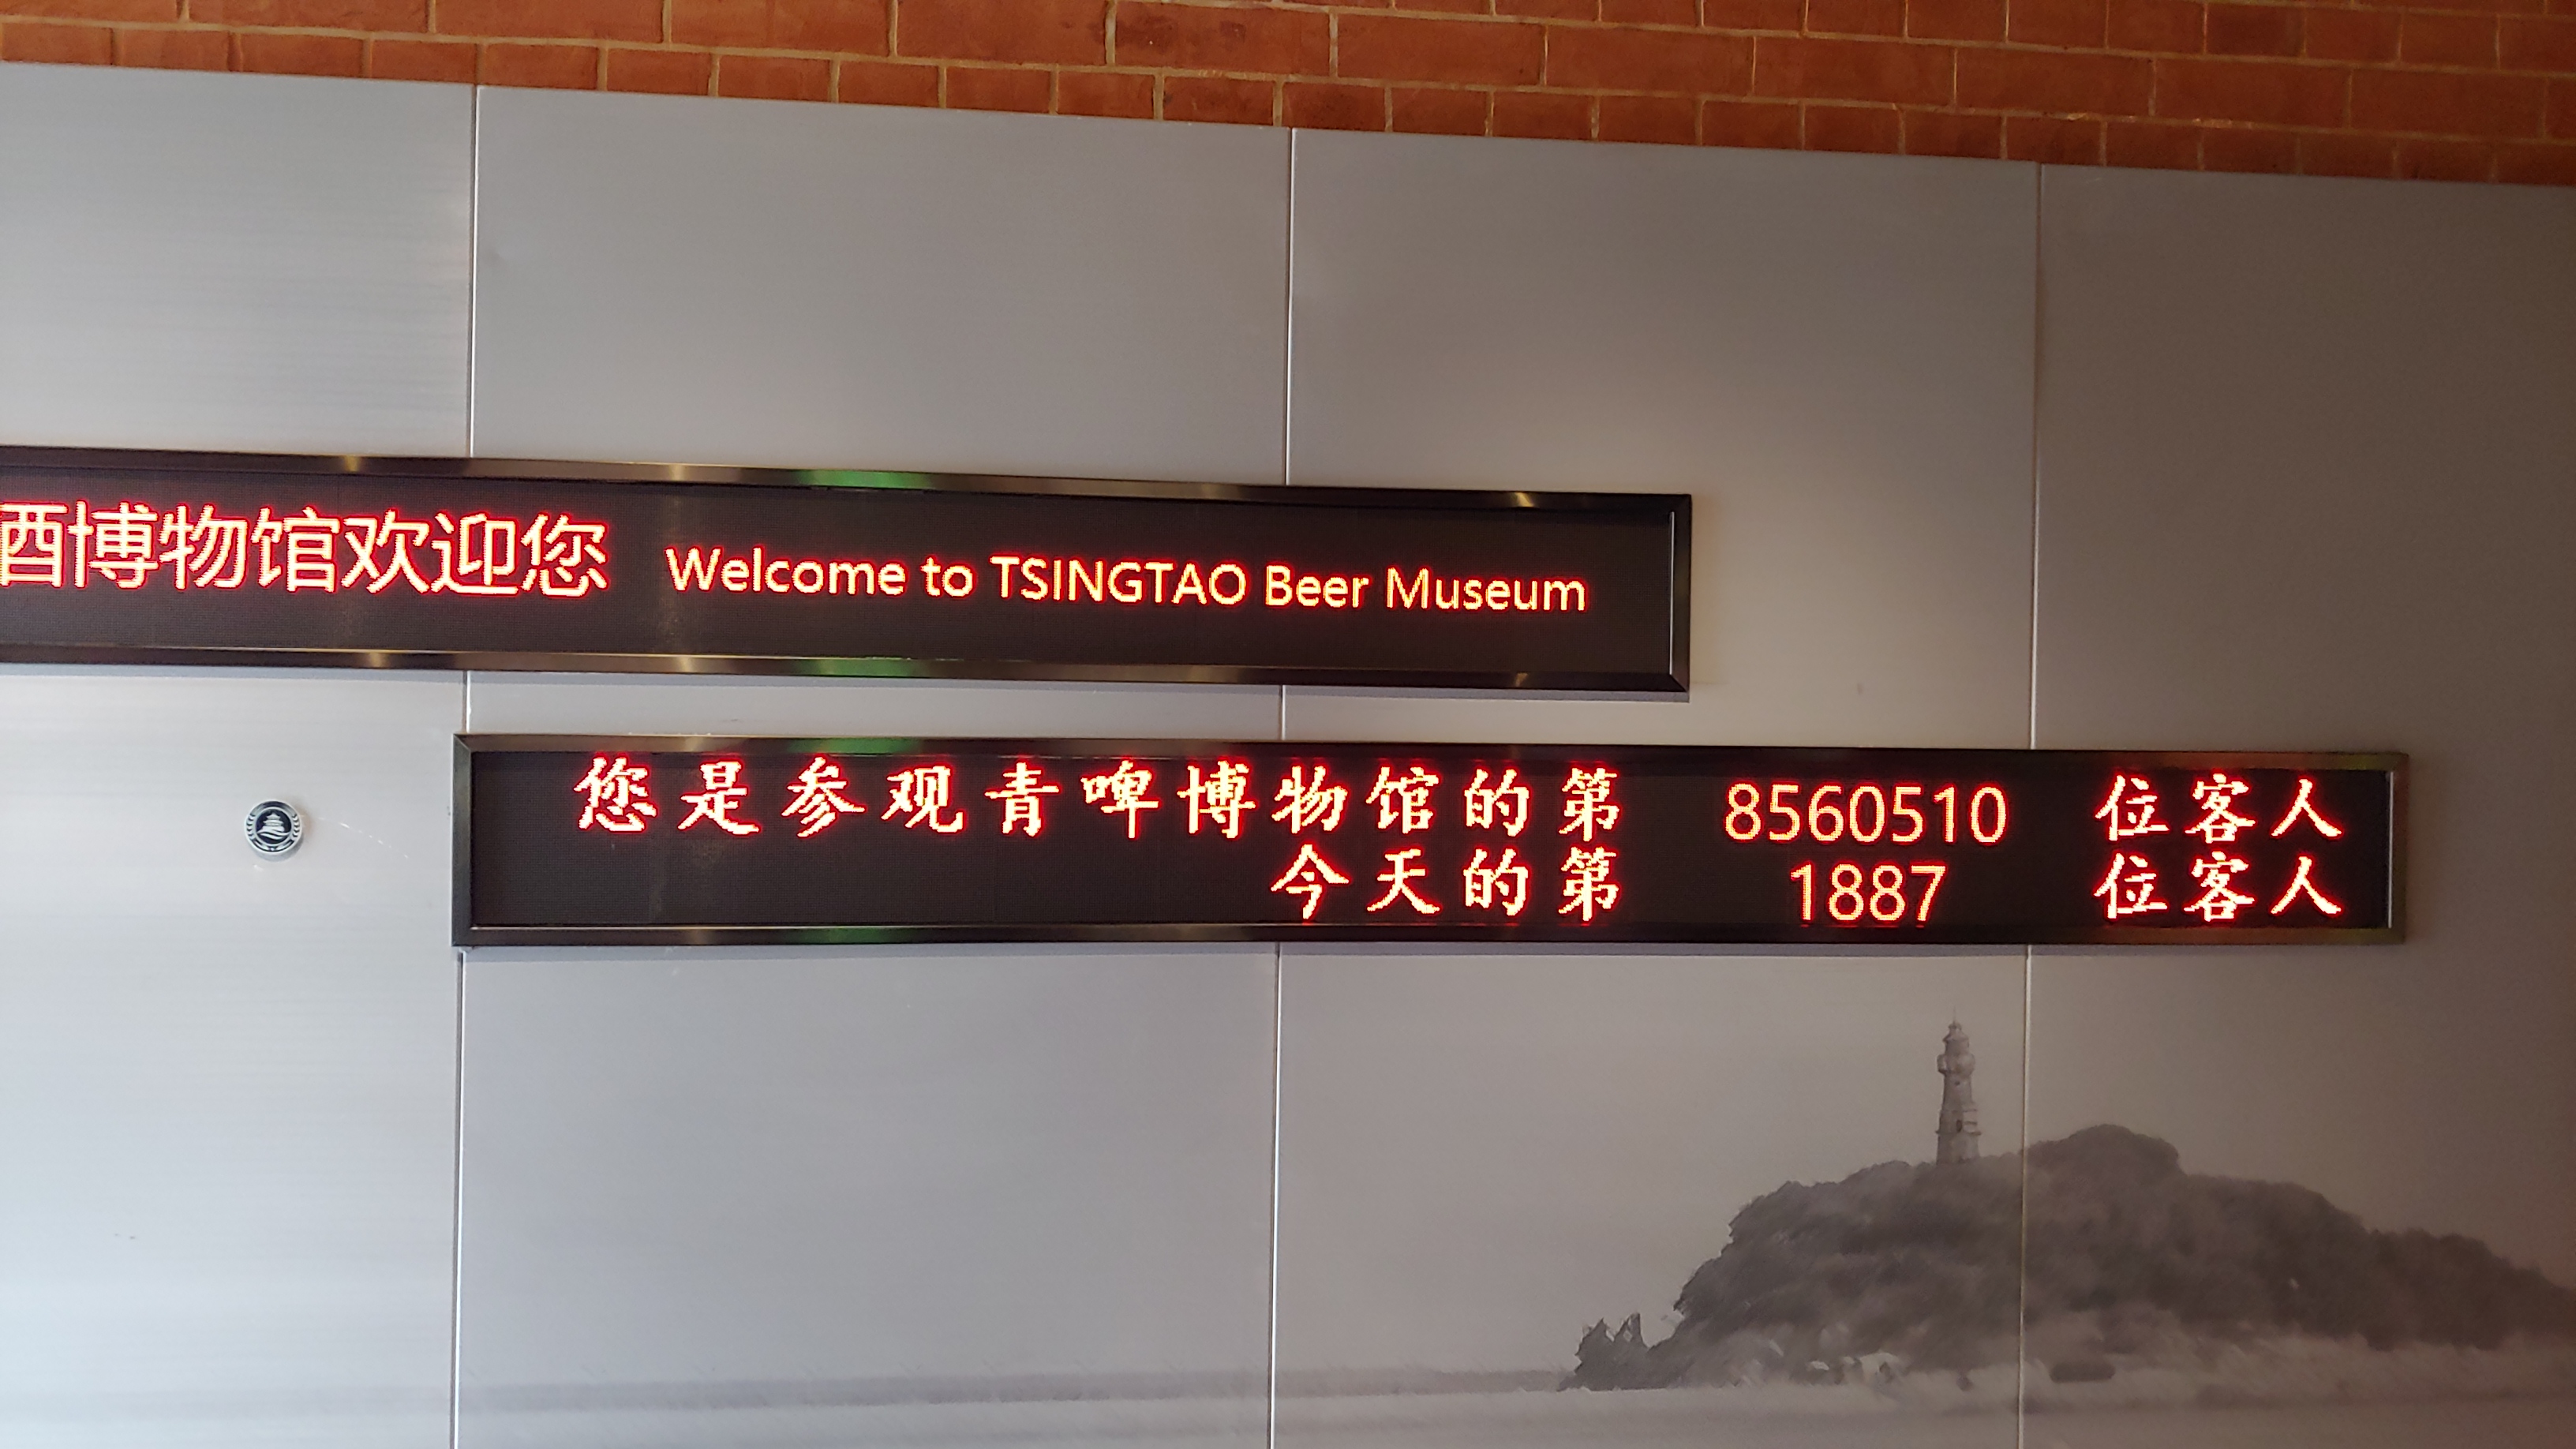 酒博物馆欢迎您 Welcome to TSINGTAO Beer Museum
您是参观青啤博物馆的第 8560510 位客人
今天的第 1887 位客人